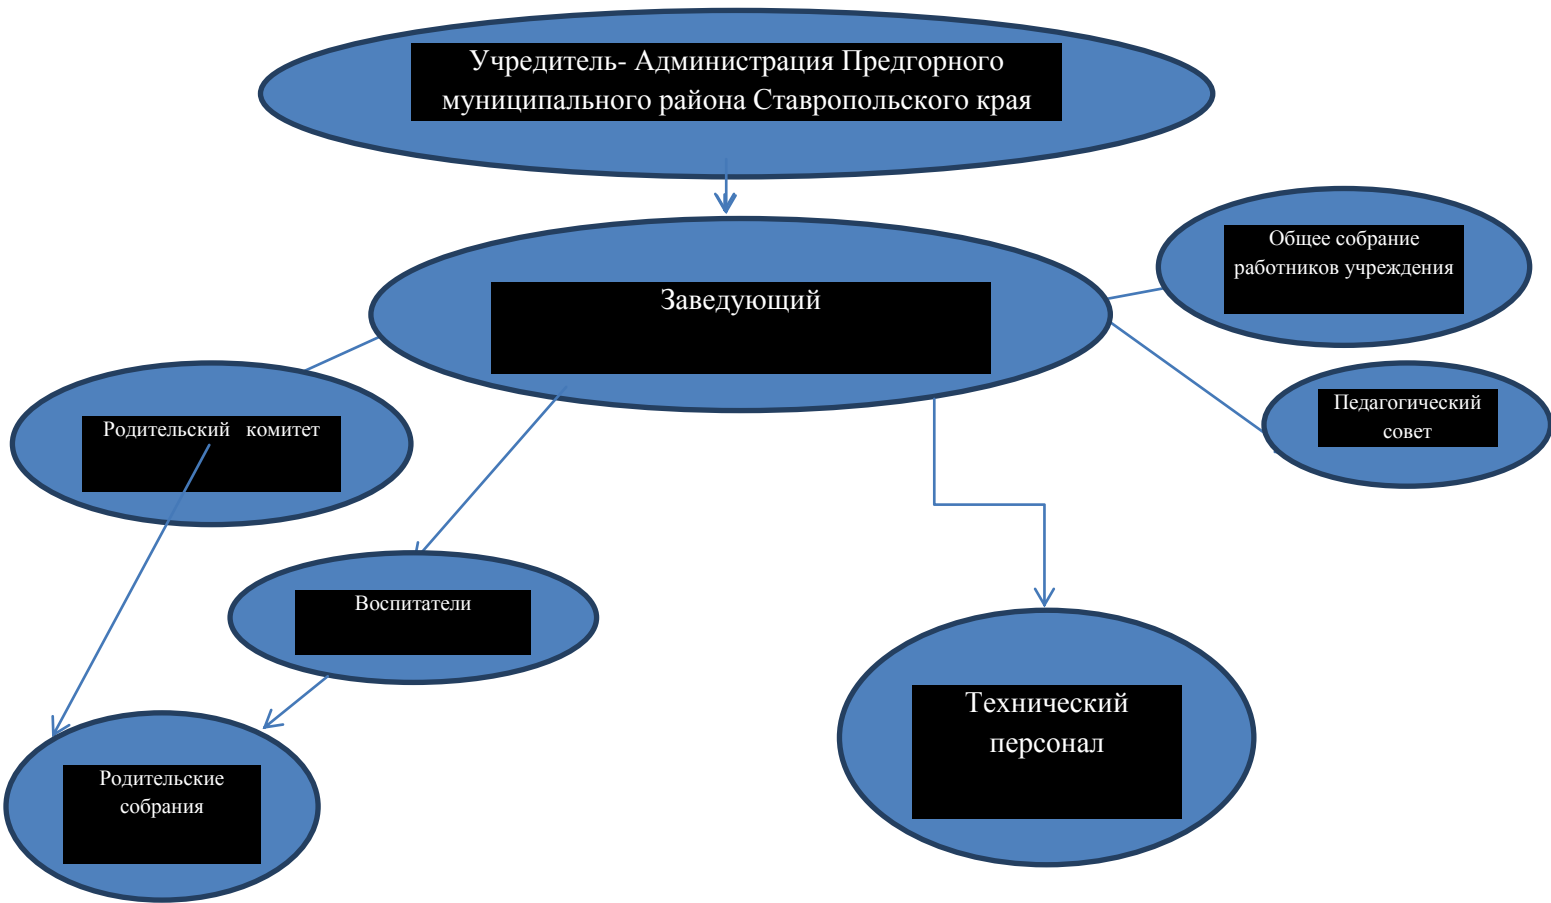 Учредитель- Администрация Предгорного
муниципального района Ставропольского края
Заведующий
Общее собрание
работников учреждения
Педагогический
совет
Родительский комитет
Воспитатели
Технический
персонал
Родительские
собрания